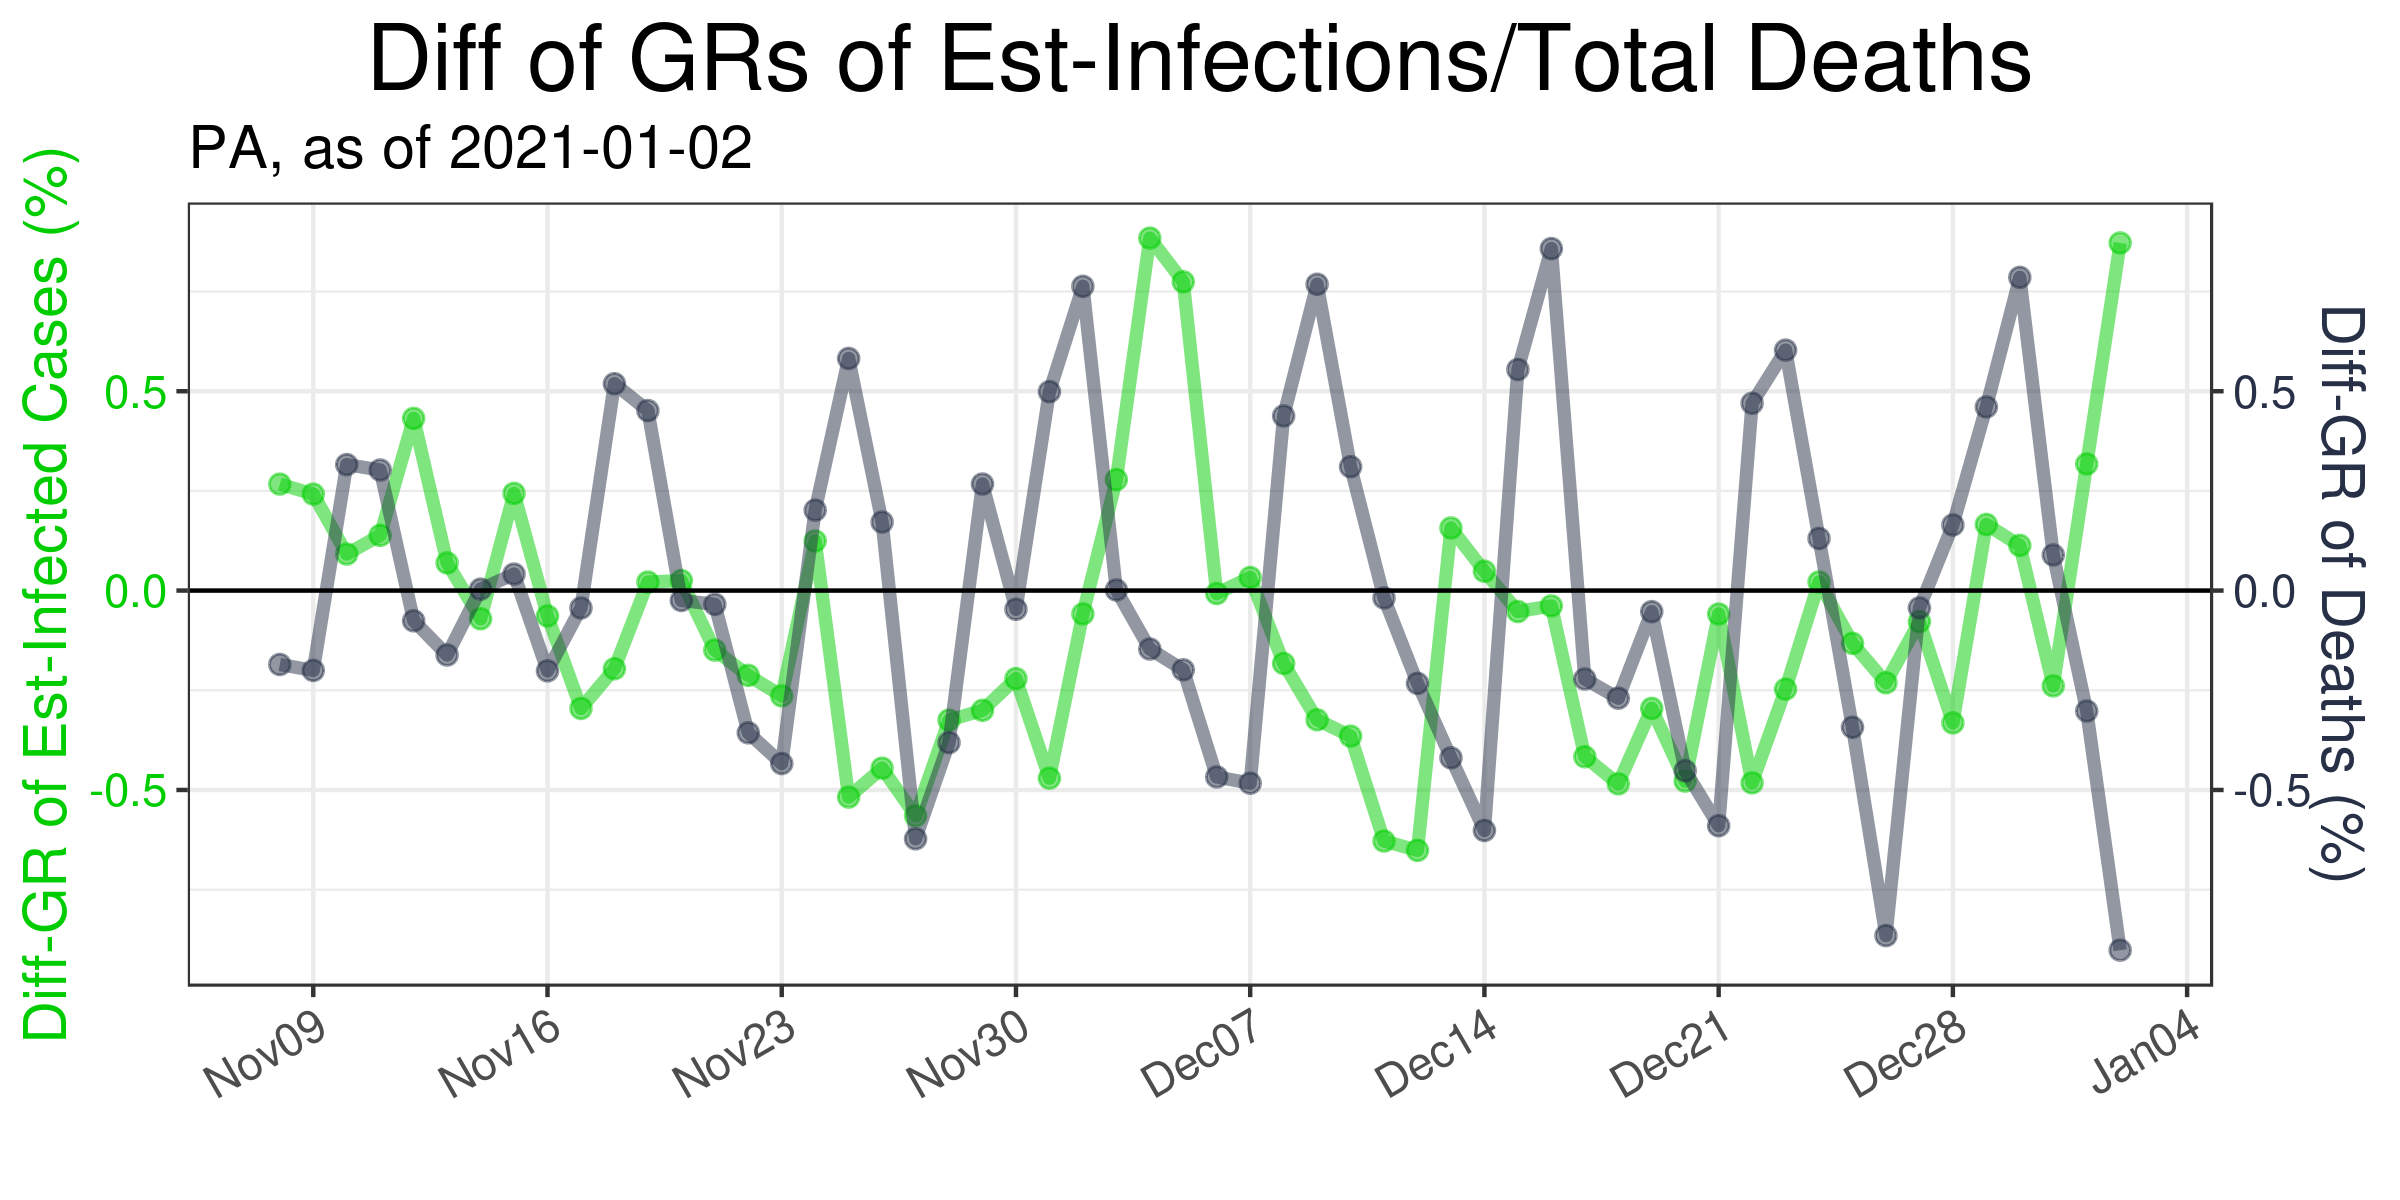 Diff of GRs of Est-Infections/Total Deaths
PA, as of 2021-01-02
Diff-GR of Est-Infected Cases (%)
0.5
0.0
-0.5
0.5
0.0
-0.5
Diff-GR of Deaths (%)
Nov09
Nov16
Nov23
Nov30
Dec07
Dec14
Dec21
Dec28
Jan04